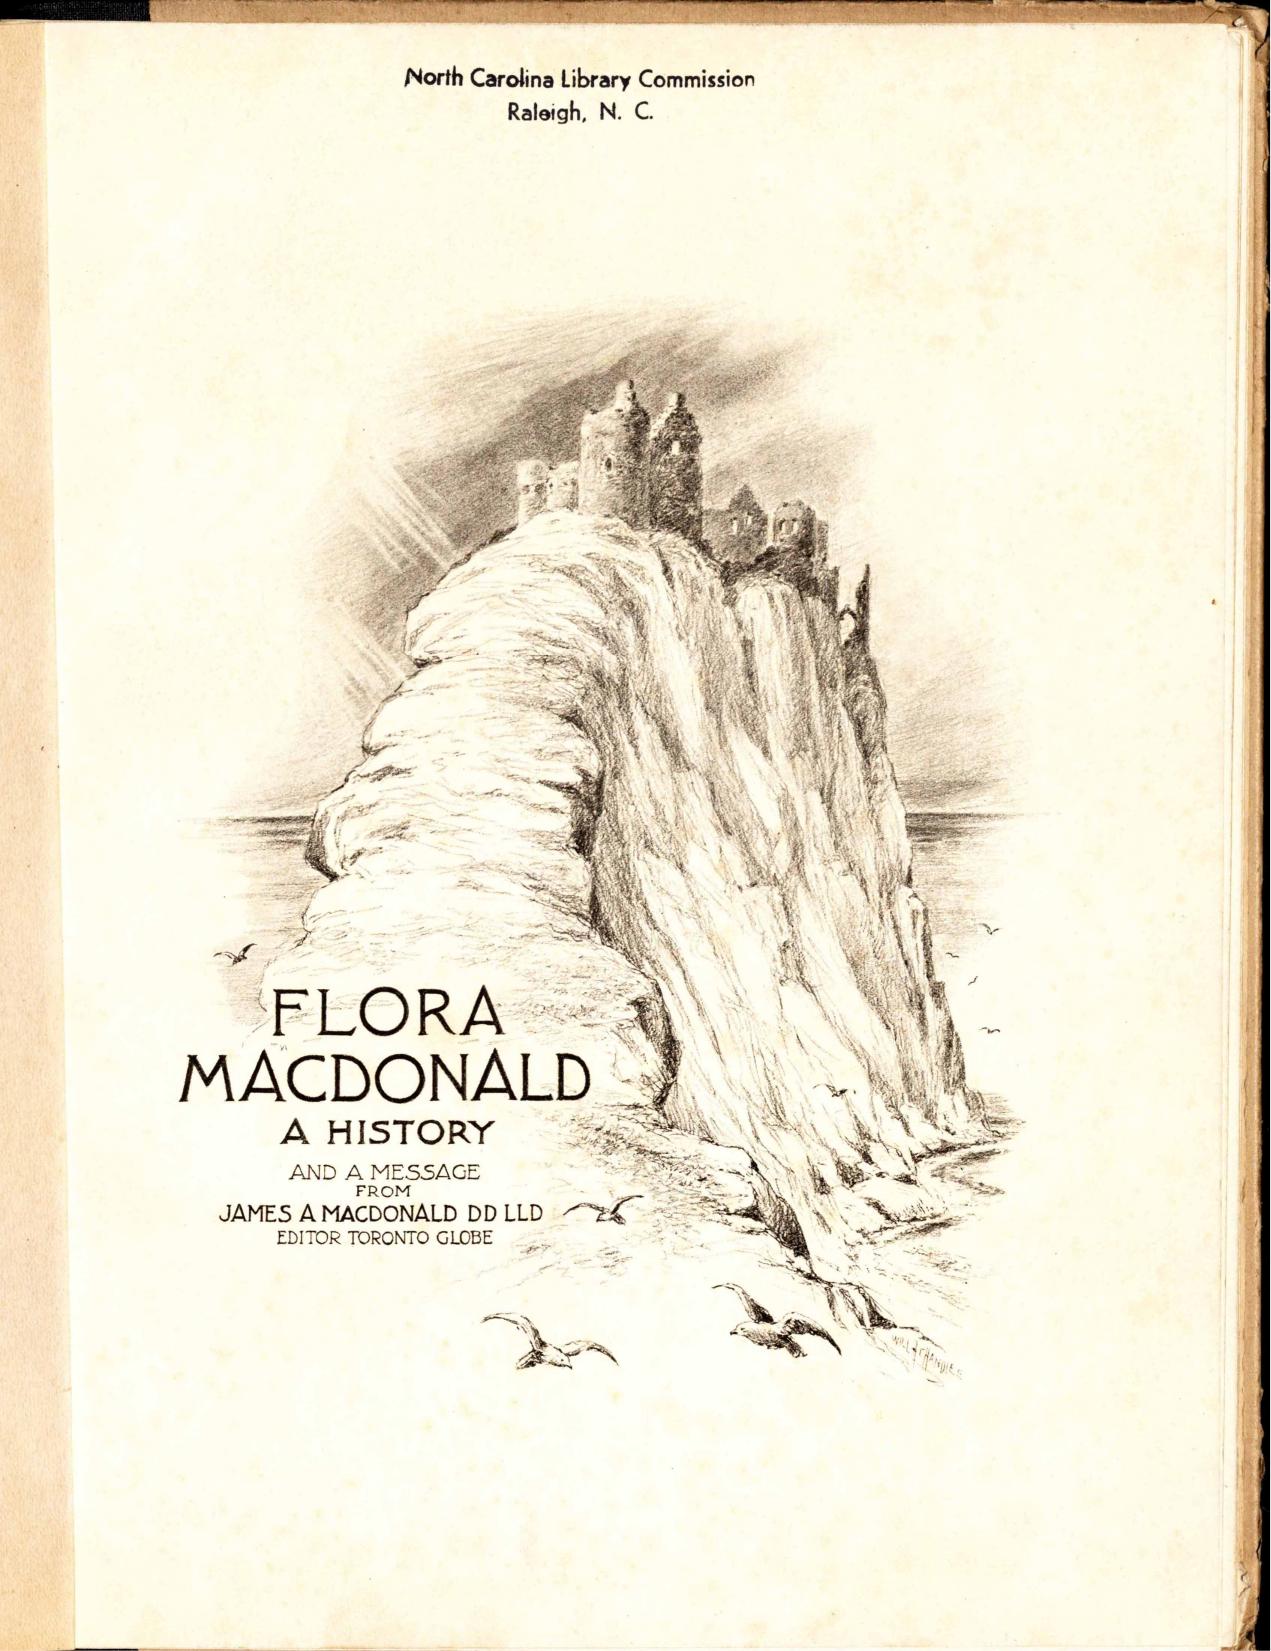 North Carolina Library Commission
Raleigh, N. C.
FLORA
MACDONALD
A HISTORY
AND A MESSAGE
FROM
JAMES A MACDONALD DD LLD
EDITOR TORONTO GLOBE